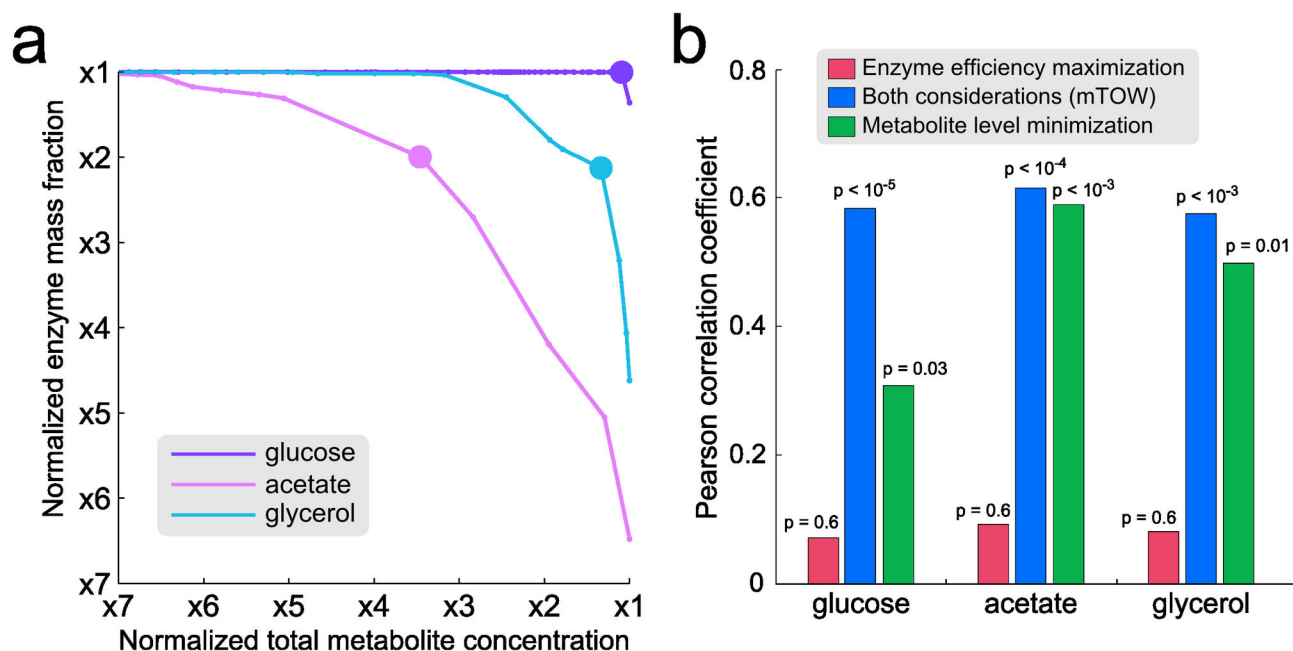 a
x1
x2
x3
x4
x5
x6
x7
Normalized enzyme mass fraction
glucose
acetate
glycerol
x7
x6
x5
x4
x3
x2
x1
Normalized total metabolite concentration
b
Enzyme efficiency maximization
Both considerations (mTOW)
Metabolite level minimization
0.8
0.6
0.4
0.2
0
Pearson correlation coefficient
p = 0.6
p < 10⁻⁵
p = 0.03
p = 0.6
p < 10⁻⁴
p < 10⁻³
p = 0.6
p < 10⁻³
p = 0.01
glucose
acetate
glycerol